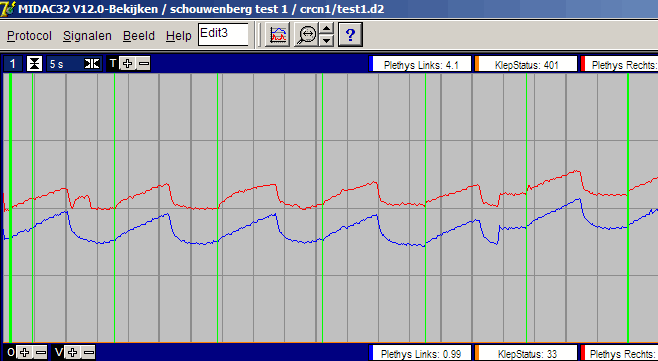 MIDAC32 V12.0-Bekijken / schouwenberg test 1 / crcn1/test1.d2
Protocol Signalen Beeld Help Edit3 ?
1 5 s T + − Plethys Links: 4.1 KlepStatus: 401 Plethys Rechts:
O + − V + − Plethys Links: 0.99 KlepStatus: 33 Plethys Rechts: